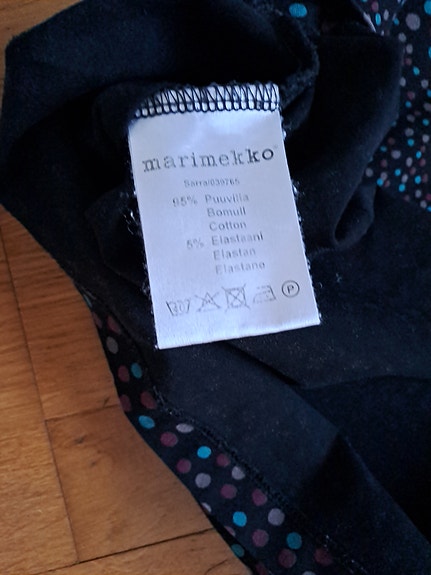 marimekko
95% Puuvilla
Bomull
Cotton
5% Elastaani
Elastan
Elastane
P